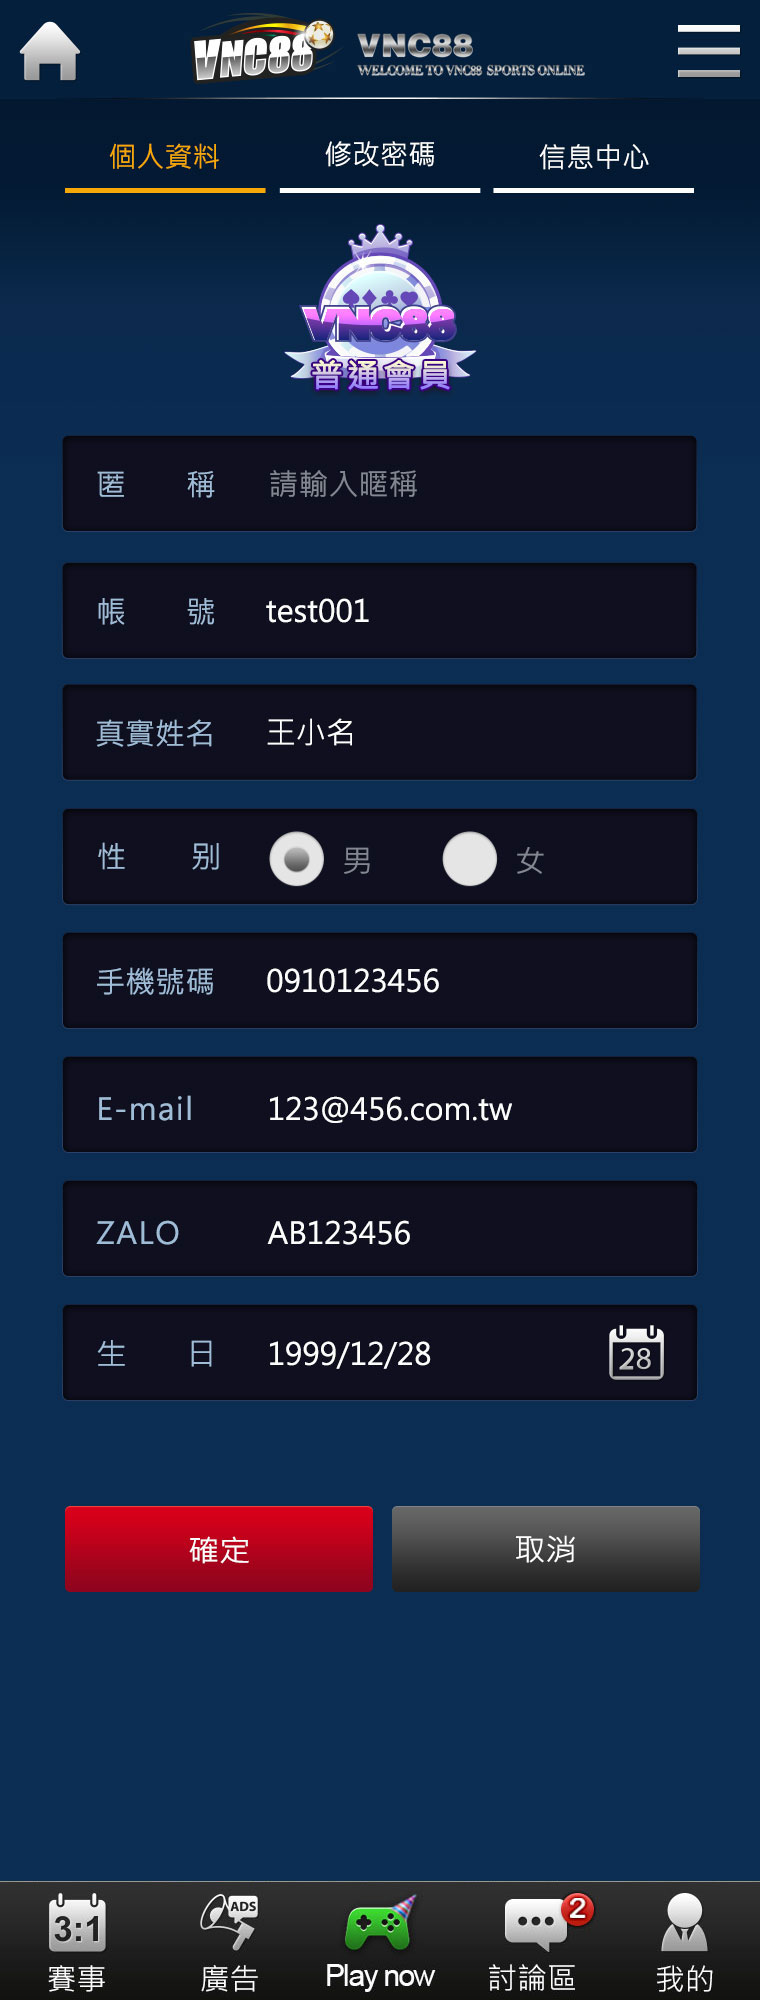 VNC88
VNC88
WELCOME TO VNC88 SPORTS ONLINE
個人資料 修改密碼 信息中心
VNC88
普通會員
匿 稱 請輸入暱稱
帳 號 test001
真實姓名 王小名
性 別 男 女
手機號碼 0910123456
E-mail 123@456.com.tw
ZALO AB123456
生 日 1999/12/28 28
確定 取消
3:1 ADS 2
賽事 廣告 Play now 討論區 我的